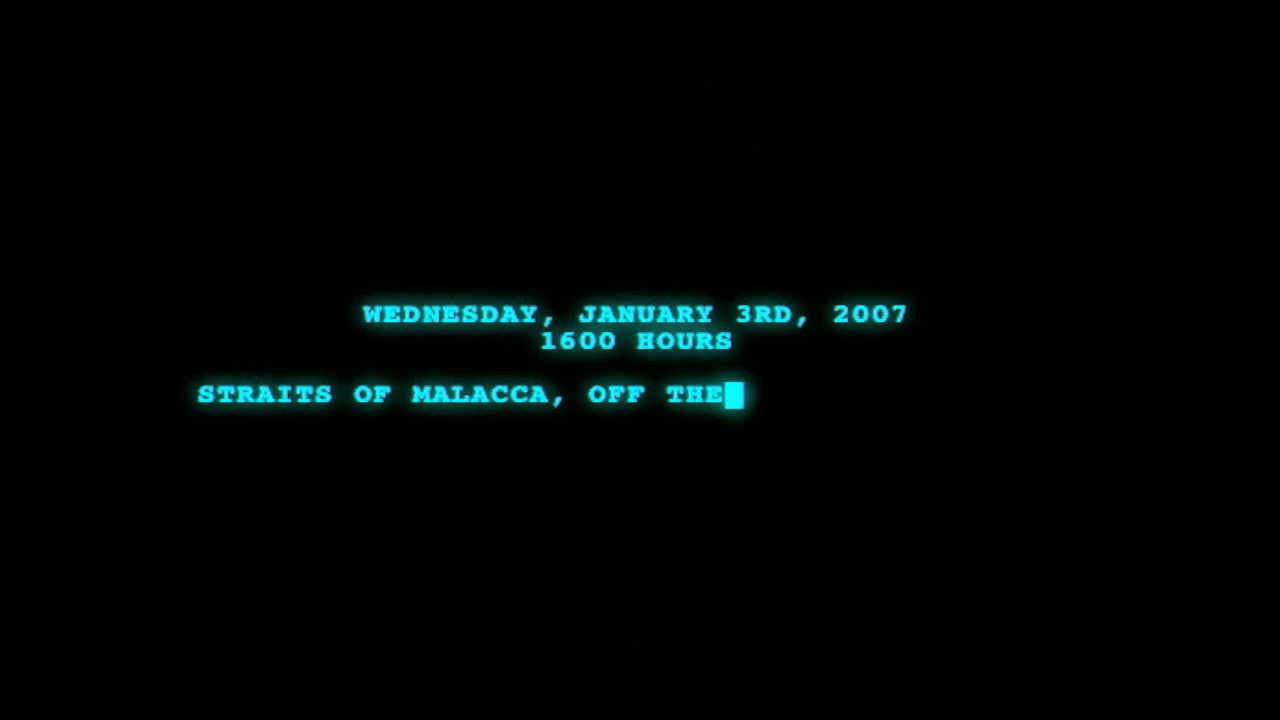 WEDNESDAY, JANUARY 3RD, 2007
1600 HOURS
STRAITS OF MALACCA, OFF THE